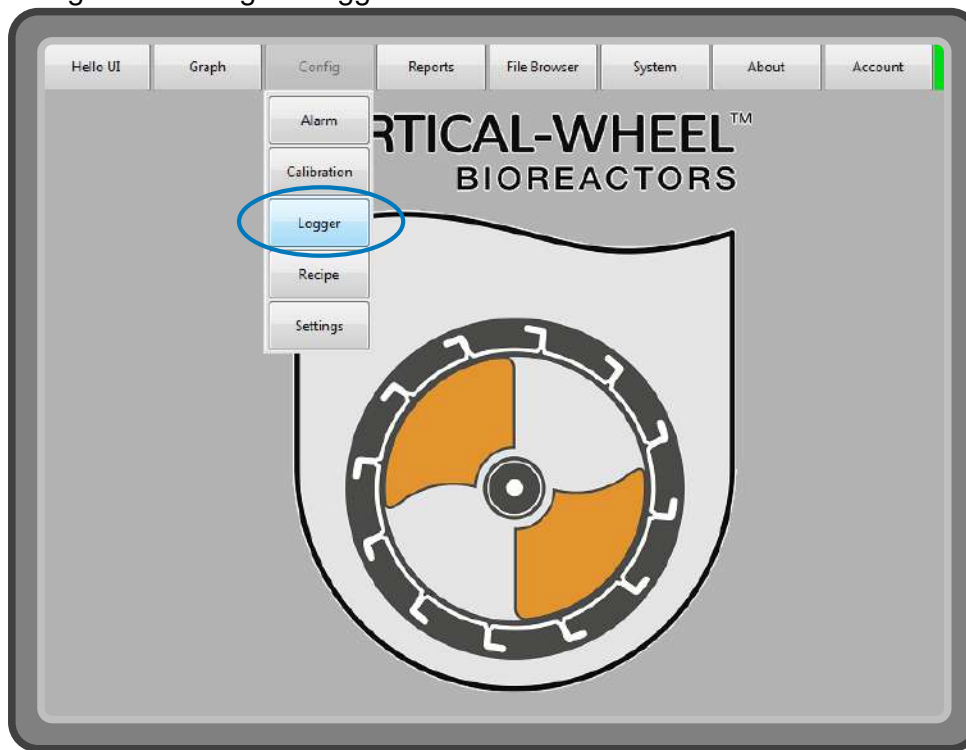 Hello UI Graph Config Reports File Browser System About Account
Alarm
RTICAL-WHEEL™
Calibration
BIOREACTORS
Logger
Recipe
Settings